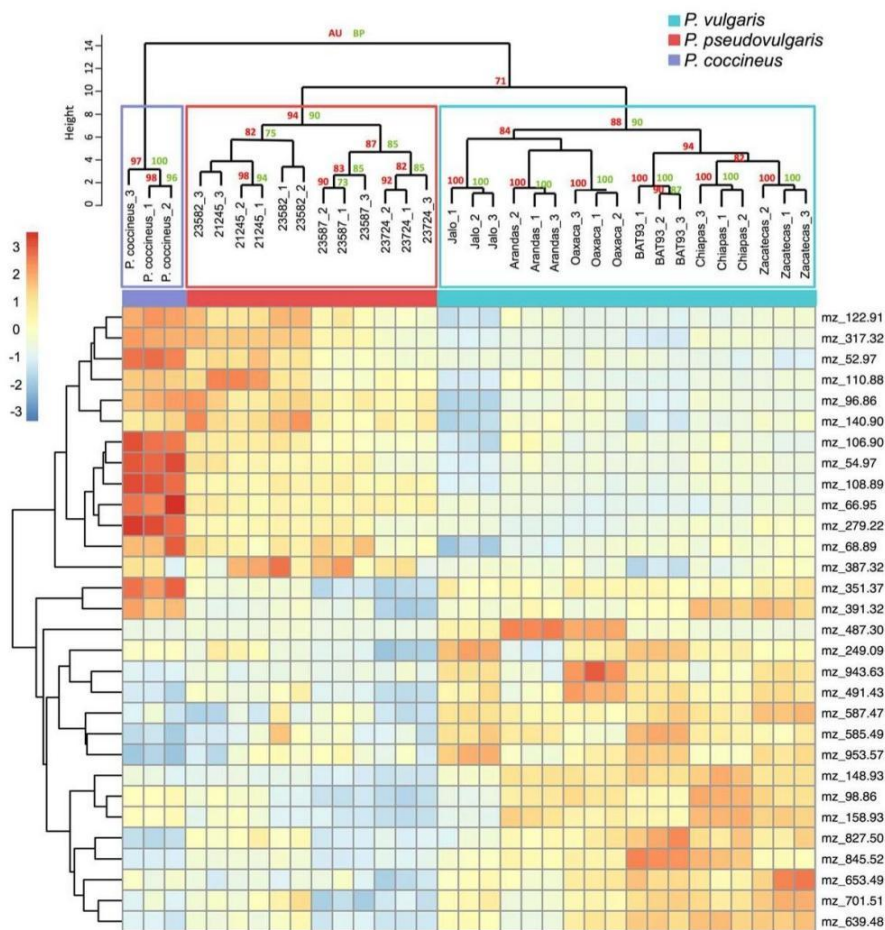 AU BP
P. vulgaris
P. pseudovulgaris
P. coccineus
Height
14
12
10
8
6
4
2
0
71
94 90
88 90
82 75
87 85
84
94
82
97 100
98 96
98 94
90 83 73 85
92 82 85
100 100
100 100
100 100
100 100
90 87
100 100
100 100
P. coccineus_3
P. coccineus_1
P. coccineus_2
23582_3
21245_3
21245_2
21245_1
23582_1
23582_2
23587_2
23587_1
23587_3
23724_2
23724_1
23724_3
Jalo_1
Jalo_2
Jalo_3
Arandas_2
Arandas_1
Arandas_3
Oaxaca_3
Oaxaca_1
Oaxaca_2
BAT93_1
BAT93_2
BAT93_3
Chiapas_3
Chiapas_1
Chiapas_2
Zacatecas_2
Zacatecas_1
Zacatecas_3
3
2
1
0
-1
-2
-3
mz_122.91
mz_317.32
mz_52.97
mz_110.88
mz_96.86
mz_140.90
mz_106.90
mz_54.97
mz_108.89
mz_66.95
mz_279.22
mz_68.89
mz_387.32
mz_351.37
mz_391.32
mz_487.30
mz_249.09
mz_943.63
mz_491.43
mz_587.47
mz_585.49
mz_953.57
mz_148.93
mz_98.86
mz_158.93
mz_827.50
mz_845.52
mz_653.49
mz_701.51
mz_639.48